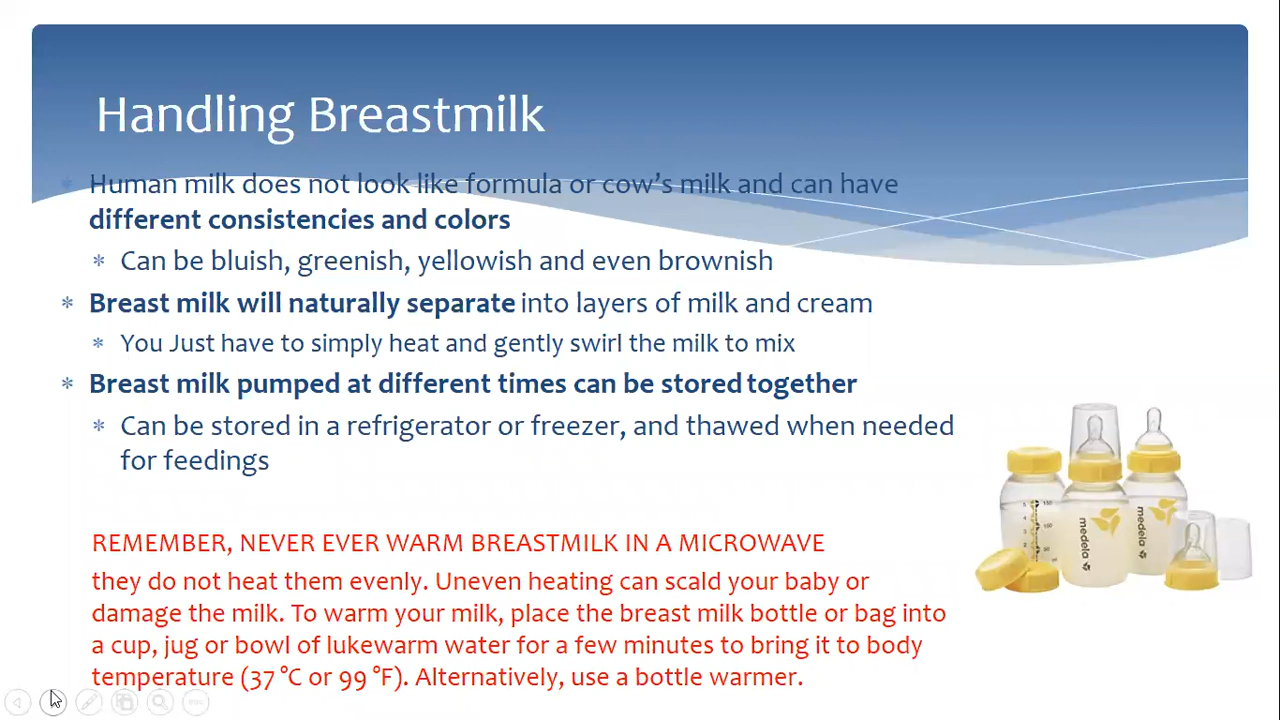 Handling Breastmilk
* Human milk does not look like formula or cow's milk and can have
different consistencies and colors
* Can be bluish, greenish, yellowish and even brownish
* Breast milk will naturally separate into layers of milk and cream
* You Just have to simply heat and gently swirl the milk to mix
* Breast milk pumped at different times can be stored together
* Can be stored in a refrigerator or freezer, and thawed when needed
for feedings
REMEMBER, NEVER EVER WARM BREASTMILK IN A MICROWAVE
they do not heat them evenly. Uneven heating can scald your baby or
damage the milk. To warm your milk, place the breast milk bottle or bag into
a cup, jug or bowl of lukewarm water for a few minutes to bring it to body
temperature (37 °C or 99 °F). Alternatively, use a bottle warmer.
medela
medela